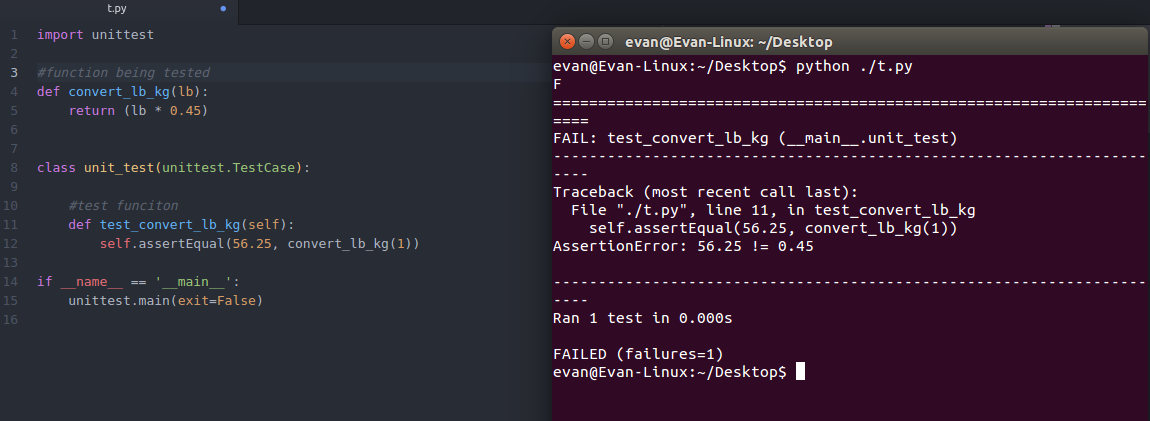 t.py
1 import unittest
2
3 #function being tested
4 def convert_lb_kg(lb):
5     return (lb * 0.45)
6
7
8 class unit_test(unittest.TestCase):
9
10     #test funciton
11     def test_convert_lb_kg(self):
12         self.assertEqual(56.25, convert_lb_kg(1))
13
14 if __name__ == '__main__':
15     unittest.main(exit=False)
16
evan@Evan-Linux: ~/Desktop
evan@Evan-Linux:~/Desktop$ python ./t.py
F
==================================================================
====
FAIL: test_convert_lb_kg (__main__.unit_test)
------------------------------------------------------------------
----
Traceback (most recent call last):
  File "./t.py", line 11, in test_convert_lb_kg
    self.assertEqual(56.25, convert_lb_kg(1))
AssertionError: 56.25 != 0.45

------------------------------------------------------------------
----
Ran 1 test in 0.000s

FAILED (failures=1)
evan@Evan-Linux:~/Desktop$